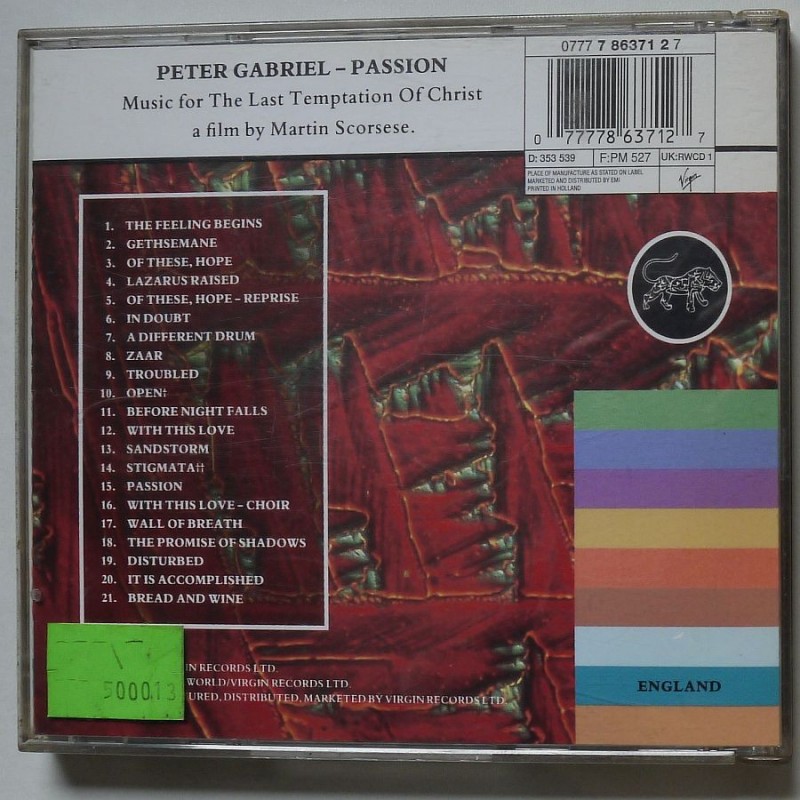 PETER GABRIEL – PASSION
Music for The Last Temptation Of Christ
a film by Martin Scorsese.
0777 7 86371 2 7
0 77778 63712 7
D: 353 539
F:PM 527
UK:RWCD 1
PLACE OF MANUFACTURE AS STATED ON LABEL
MARKETED AND DISTRIBUTED BY EMI
PRINTED IN HOLLAND
Virgin
1. THE FEELING BEGINS
2. GETHSEMANE
3. OF THESE, HOPE
4. LAZARUS RAISED
5. OF THESE, HOPE – REPRISE
6. IN DOUBT
7. A DIFFERENT DRUM
8. ZAAR
9. TROUBLED
10. OPEN†
11. BEFORE NIGHT FALLS
12. WITH THIS LOVE
13. SANDSTORM
14. STIGMATA††
15. PASSION
16. WITH THIS LOVE – CHOIR
17. WALL OF BREATH
18. THE PROMISE OF SHADOWS
19. DISTURBED
20. IT IS ACCOMPLISHED
21. BREAD AND WINE
RECORDS LTD.
WORLD/VIRGIN RECORDS LTD.
DISTRIBUTED, MARKETED BY VIRGIN RECORDS LTD.
500013
ENGLAND